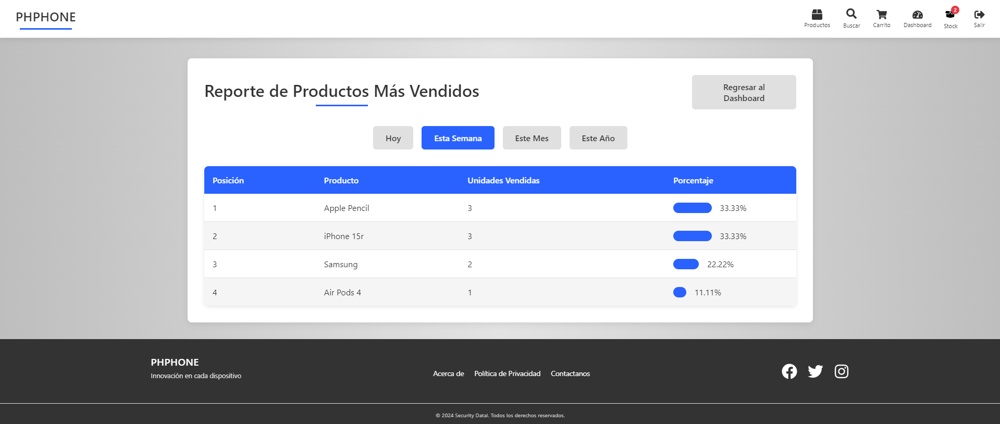 PHPHONE
Productos
Buscar
Carrito
Dashboard
2
Stock
Salir
Reporte de Productos Más Vendidos
Regresar al
Dashboard
Hoy
Esta Semana
Este Mes
Este Año
Posición Producto Unidades Vendidas Porcentaje
1 Apple Pencil 3 33.33%
2 iPhone 15r 3 33.33%
3 Samsung 2 22.22%
4 Air Pods 4 1 11.11%
PHPHONE
Innovación en cada dispositivo
Acerca de
Política de Privacidad
Contactanos
© 2024 Security Datal. Todos los derechos reservados.